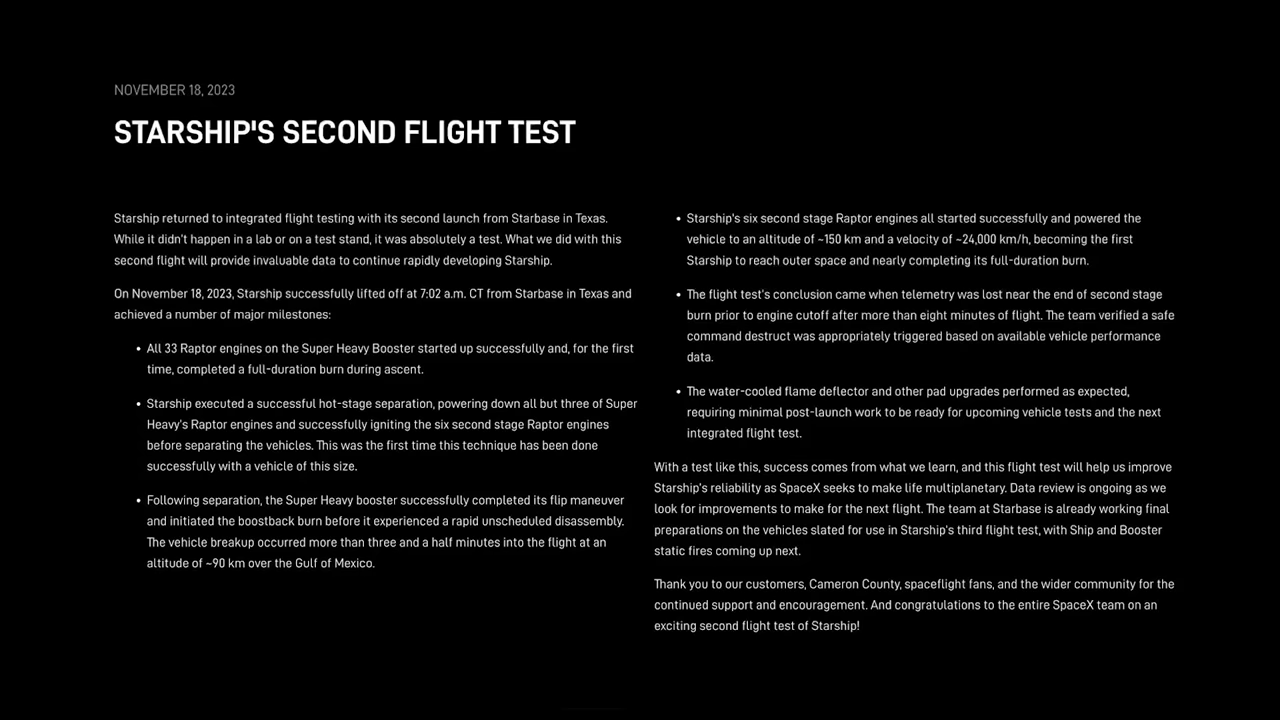 NOVEMBER 18, 2023
STARSHIP'S SECOND FLIGHT TEST
Starship returned to integrated flight testing with its second launch from Starbase in Texas.
While it didn't happen in a lab or on a test stand, it was absolutely a test. What we did with this
second flight will provide invaluable data to continue rapidly developing Starship.
On November 18, 2023, Starship successfully lifted off at 7:02 a.m. CT from Starbase in Texas and
achieved a number of major milestones:
• All 33 Raptor engines on the Super Heavy Booster started up successfully and, for the first
time, completed a full-duration burn during ascent.
• Starship executed a successful hot-stage separation, powering down all but three of Super
Heavy's Raptor engines and successfully igniting the six second stage Raptor engines
before separating the vehicles. This was the first time this technique has been done
successfully with a vehicle of this size.
• Following separation, the Super Heavy booster successfully completed its flip maneuver
and initiated the boostback burn before it experienced a rapid unscheduled disassembly.
The vehicle breakup occurred more than three and a half minutes into the flight at an
altitude of ~90 km over the Gulf of Mexico.
• Starship's six second stage Raptor engines all started successfully and powered the
vehicle to an altitude of ~150 km and a velocity of ~24,000 km/h, becoming the first
Starship to reach outer space and nearly completing its full-duration burn.
• The flight test's conclusion came when telemetry was lost near the end of second stage
burn prior to engine cutoff after more than eight minutes of flight. The team verified a safe
command destruct was appropriately triggered based on available vehicle performance
data.
• The water-cooled flame deflector and other pad upgrades performed as expected,
requiring minimal post-launch work to be ready for upcoming vehicle tests and the next
integrated flight test.
With a test like this, success comes from what we learn, and this flight test will help us improve
Starship's reliability as SpaceX seeks to make life multiplanetary. Data review is ongoing as we
look for improvements to make for the next flight. The team at Starbase is already working final
preparations on the vehicles slated for use in Starship's third flight test, with Ship and Booster
static fires coming up next.
Thank you to our customers, Cameron County, spaceflight fans, and the wider community for the
continued support and encouragement. And congratulations to the entire SpaceX team on an
exciting second flight test of Starship!